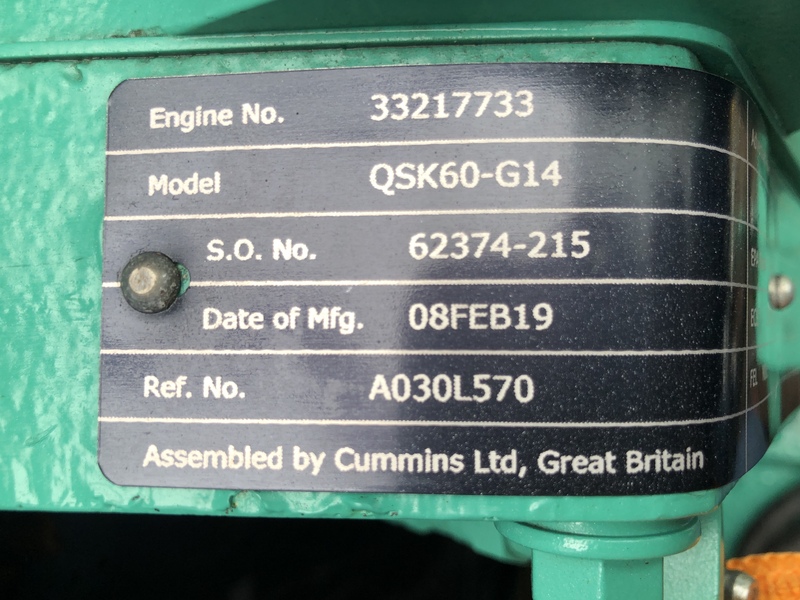 Engine No. 33217733
Model QSK60-G14
S.O. No. 62374-215
Date of Mfg. 08FEB19
Ref. No. A030L570
Assembled by Cummins Ltd, Great Britain